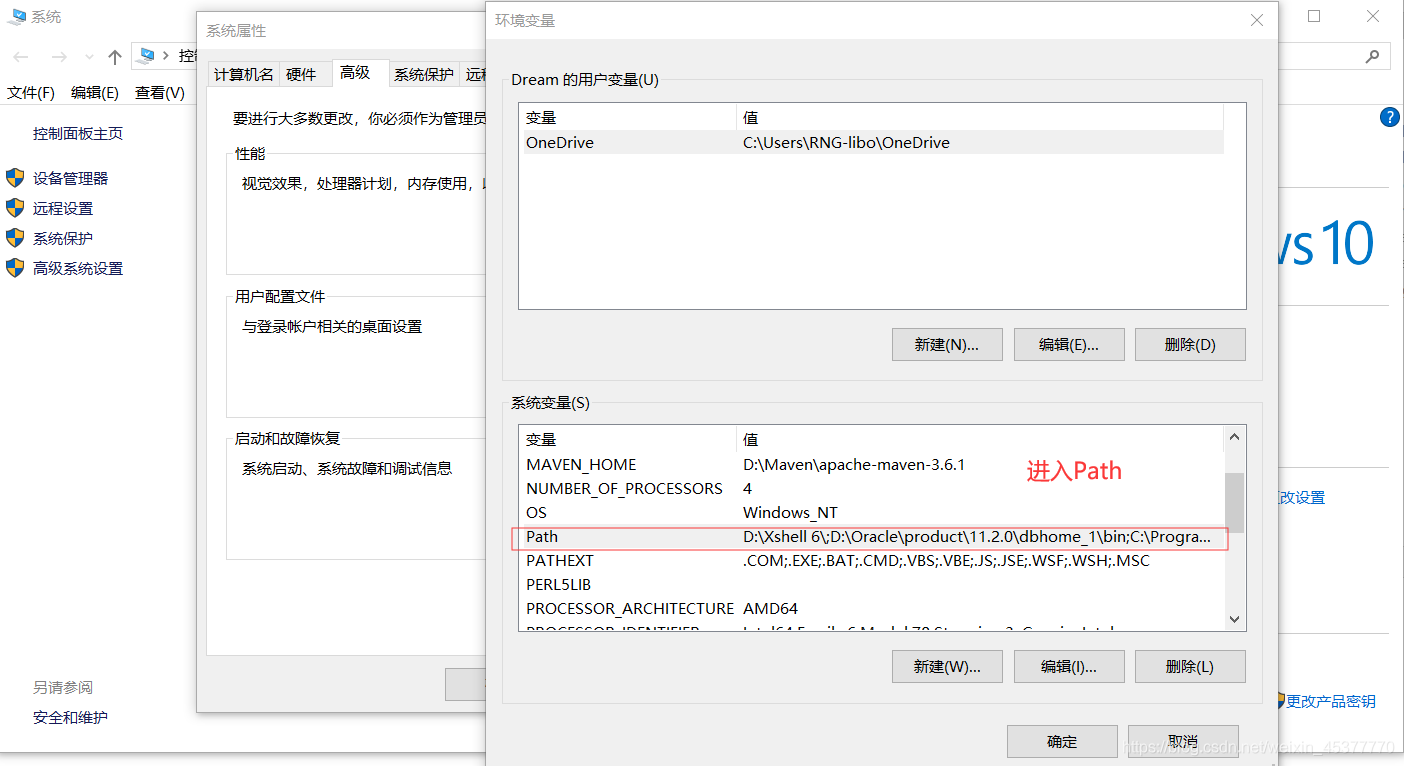 系统
控
文件(F) 编辑(E) 查看(V)
控制面板主页
设备管理器
远程设置
系统保护
高级系统设置
另请参阅
安全和维护
系统属性
计算机名 硬件 高级 系统保护 远程
要进行大多数更改，你必须作为管理员
性能
视觉效果，处理器计划，内存使用，以
用户配置文件
与登录帐户相关的桌面设置
启动和故障恢复
系统启动、系统故障和调试信息
环境变量
Dream 的用户变量(U)
变量 值
OneDrive C:\Users\RNG-libo\OneDrive
新建(N)... 编辑(E)... 删除(D)
系统变量(S)
变量 值
MAVEN_HOME D:\Maven\apache-maven-3.6.1
进入Path
NUMBER_OF_PROCESSORS 4
OS Windows_NT
Path D:\Xshell 6\;D:\Oracle\product\11.2.0\dbhome_1\bin;C:\Progra...
PATHEXT .COM;.EXE;.BAT;.CMD;.VBS;.VBE;.JS;.JSE;.WSF;.WSH;.MSC
PERL5LIB
PROCESSOR_ARCHITECTURE AMD64
PROCESSOR_IDENTIFIER
新建(W)... 编辑(I)... 删除(L)
确定 取消
?
ws 10
更改设置
更改产品密钥
https://blog.csdn.net/weixin_45377770